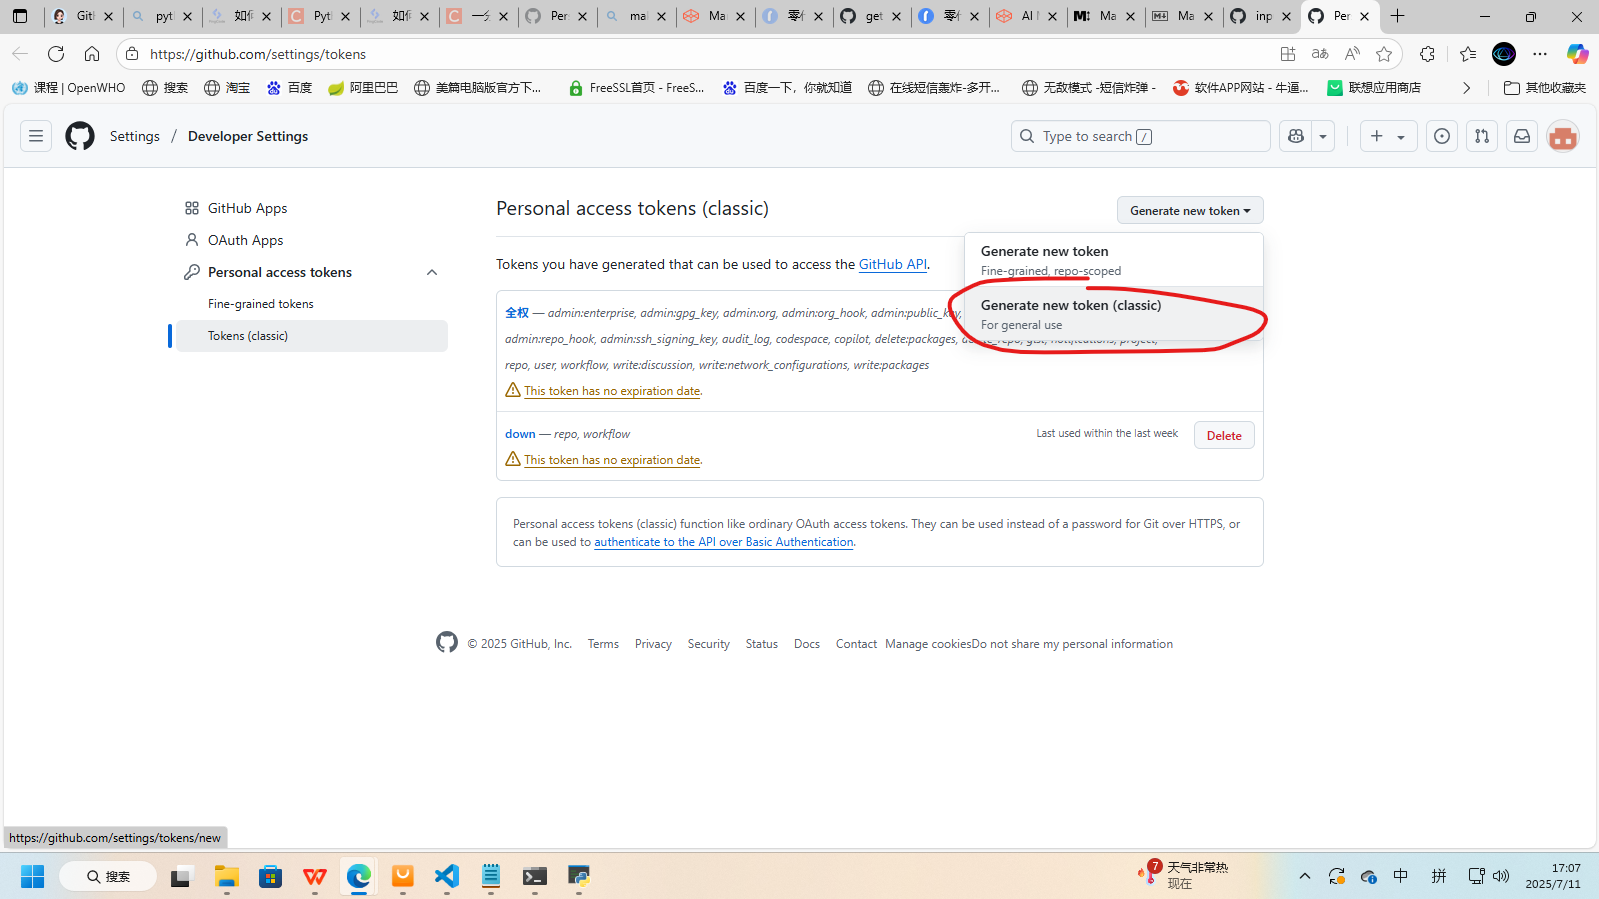 Gitl
pytl
如何
Pytl
如何
一分
Per
mal
Ma
零什
get
零什
AI M
Ma
Ma
inp
Per
https://github.com/settings/tokens
课程 | OpenWHO
搜索
淘宝
百度
阿里巴巴
美篇电脑版官方下...
FreeSSL首页 - FreeS...
百度一下，你就知道
在线短信轰炸-多开...
无敌模式 -短信炸弹 -
软件APP网站 - 牛逼...
联想应用商店
其他收藏夹
Settings / Developer Settings
Type to search /
GitHub Apps
OAuth Apps
Personal access tokens
Fine-grained tokens
Tokens (classic)
Personal access tokens (classic)
Generate new token
Generate new token
Fine-grained, repo-scoped
Generate new token (classic)
For general use
Tokens you have generated that can be used to access the GitHub API.
全权 — admin:enterprise, admin:gpg_key, admin:org, admin:org_hook, admin:public_key,
admin:repo_hook, admin:ssh_signing_key, audit_log, codespace, copilot, delete:packages, delete_repo, gist, notifications, project,
repo, user, workflow, write:discussion, write:network_configurations, write:packages
This token has no expiration date.
down — repo, workflow
Last used within the last week
Delete
This token has no expiration date.
Personal access tokens (classic) function like ordinary OAuth access tokens. They can be used instead of a password for Git over HTTPS, or
can be used to authenticate to the API over Basic Authentication.
© 2025 GitHub, Inc.
Terms
Privacy
Security
Status
Docs
Contact
Manage cookies
Do not share my personal information
https://github.com/settings/tokens/new
搜索
7
天气非常热
现在
中
拼
17:07
2025/7/11